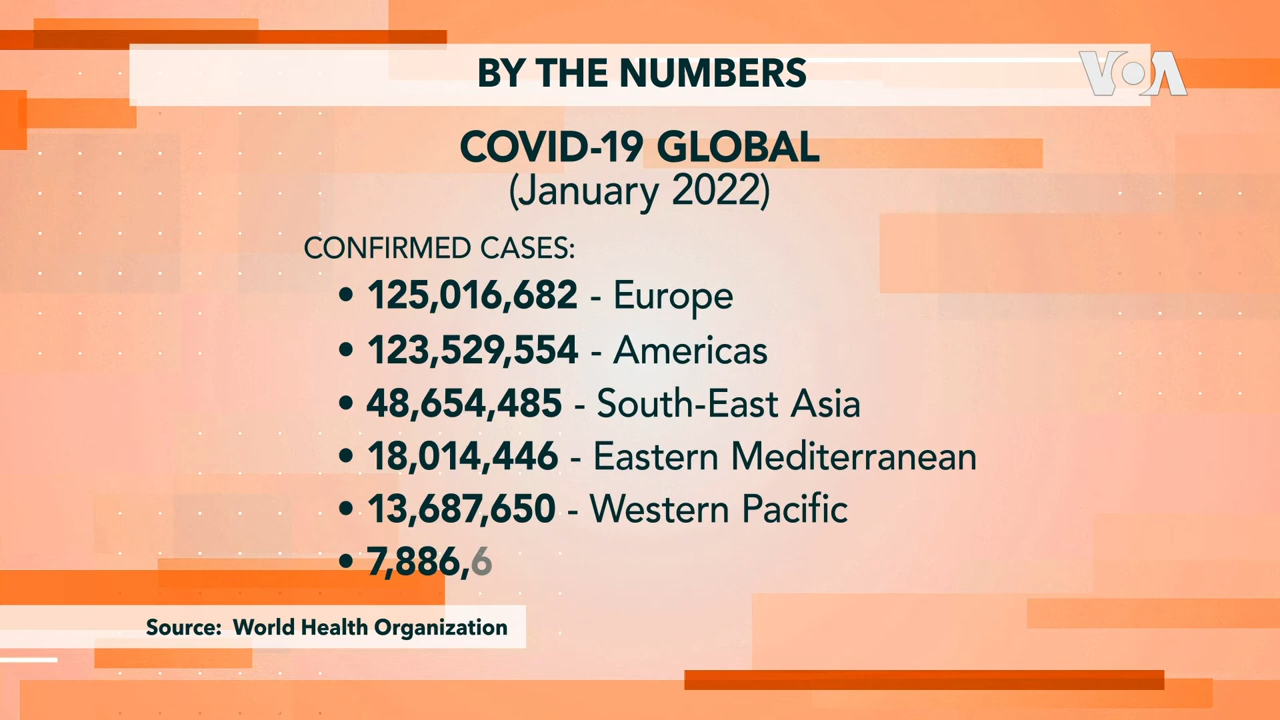 BY THE NUMBERS
VOA
COVID-19 GLOBAL
(January 2022)
CONFIRMED CASES:
• 125,016,682 - Europe
• 123,529,554 - Americas
• 48,654,485 - South-East Asia
• 18,014,446 - Eastern Mediterranean
• 13,687,650 - Western Pacific
• 7,886,6
Source: World Health Organization